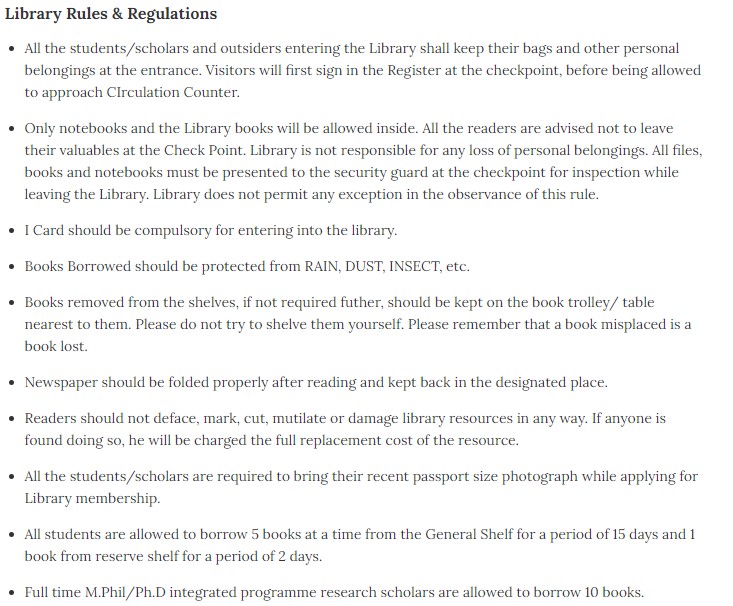 Library Rules & Regulations
• All the students/scholars and outsiders entering the Library shall keep their bags and other personal
belongings at the entrance. Visitors will first sign in the Register at the checkpoint, before being allowed
to approach CIrculation Counter.
• Only notebooks and the Library books will be allowed inside. All the readers are advised not to leave
their valuables at the Check Point. Library is not responsible for any loss of personal belongings. All files,
books and notebooks must be presented to the security guard at the checkpoint for inspection while
leaving the Library. Library does not permit any exception in the observance of this rule.
• I Card should be compulsory for entering into the library.
• Books Borrowed should be protected from RAIN, DUST, INSECT, etc.
• Books removed from the shelves, if not required futher, should be kept on the book trolley/ table
nearest to them. Please do not try to shelve them yourself. Please remember that a book misplaced is a
book lost.
• Newspaper should be folded properly after reading and kept back in the designated place.
• Readers should not deface, mark, cut, mutilate or damage library resources in any way. If anyone is
found doing so, he will be charged the full replacement cost of the resource.
• All the students/scholars are required to bring their recent passport size photograph while applying for
Library membership.
• All students are allowed to borrow 5 books at a time from the General Shelf for a period of 15 days and 1
book from reserve shelf for a period of 2 days.
• Full time M.Phil/Ph.D integrated programme research scholars are allowed to borrow 10 books.